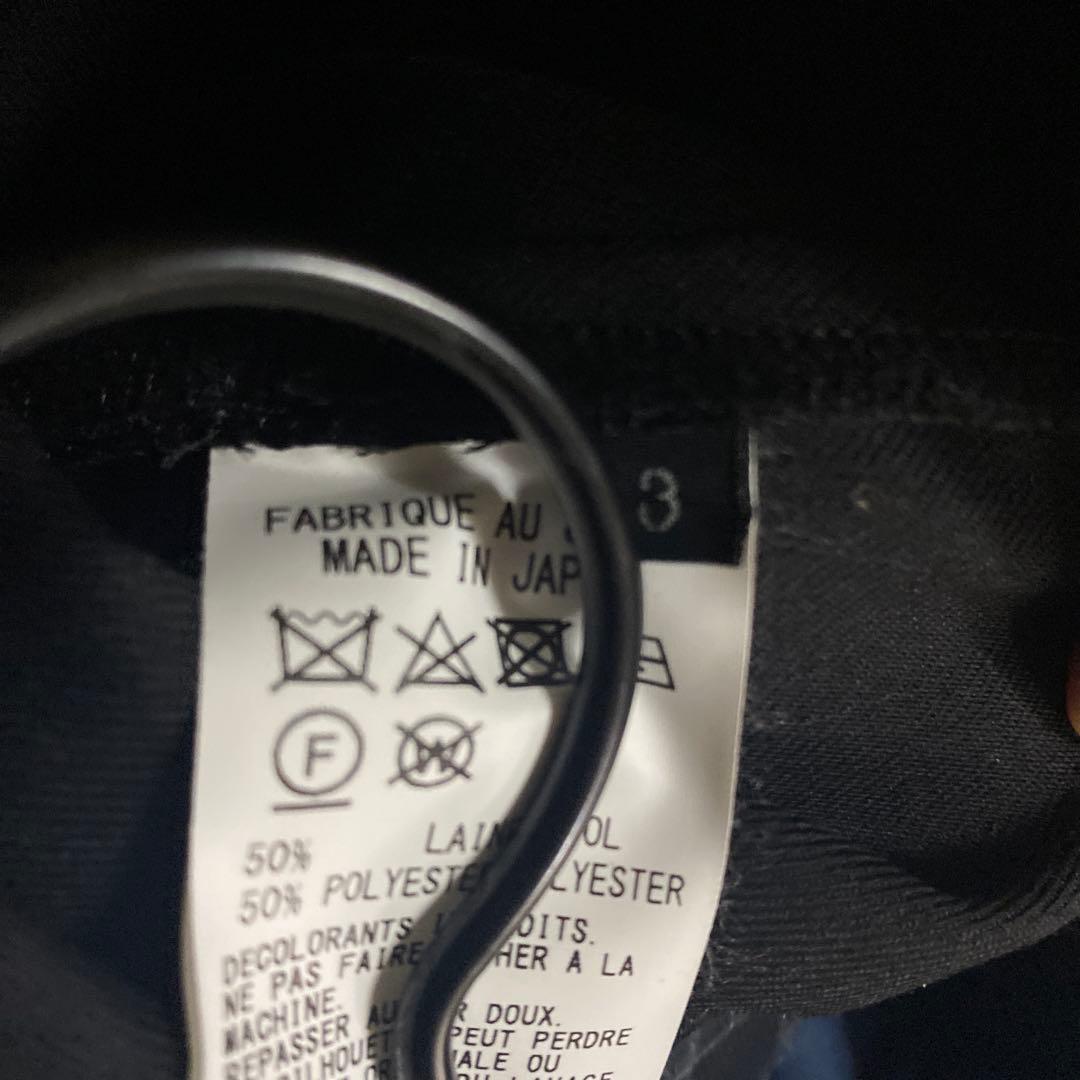 3
FABRIQUE AU
MADE IN JAP
F
W
50% LAIN OL
50% POLYESTE LYESTER
DECOLORANTS OITS.
NE PAS FAIRE HER A LA
MACHINE.
REPASSER AU R DOUX.
PEUT PERDRE
ALE OU